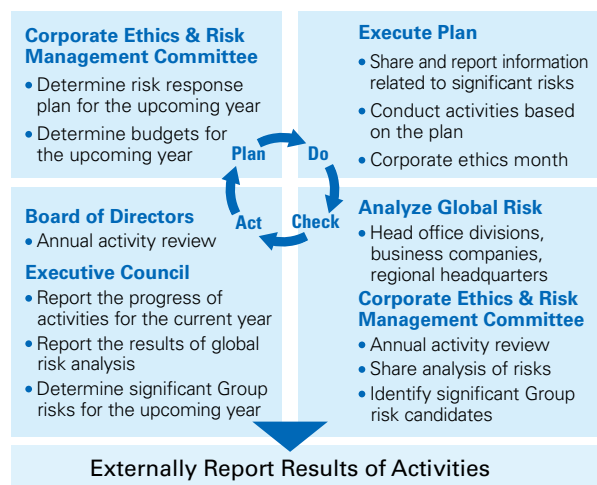 Corporate Ethics & Risk
Management Committee
• Determine risk response
plan for the upcoming year
• Determine budgets for
the upcoming year
Plan
Execute Plan
• Share and report information
related to significant risks
• Conduct activities based
on the plan
• Corporate ethics month
Do
Board of Directors
• Annual activity review
Executive Council
• Report the progress of
activities for the current year
• Report the results of global
risk analysis
• Determine significant Group
risks for the upcoming year
Act
Check
Analyze Global Risk
• Head office divisions,
business companies,
regional headquarters
Corporate Ethics & Risk
Management Committee
• Annual activity review
• Share analysis of risks
• Identify significant Group
risk candidates
Externally Report Results of Activities